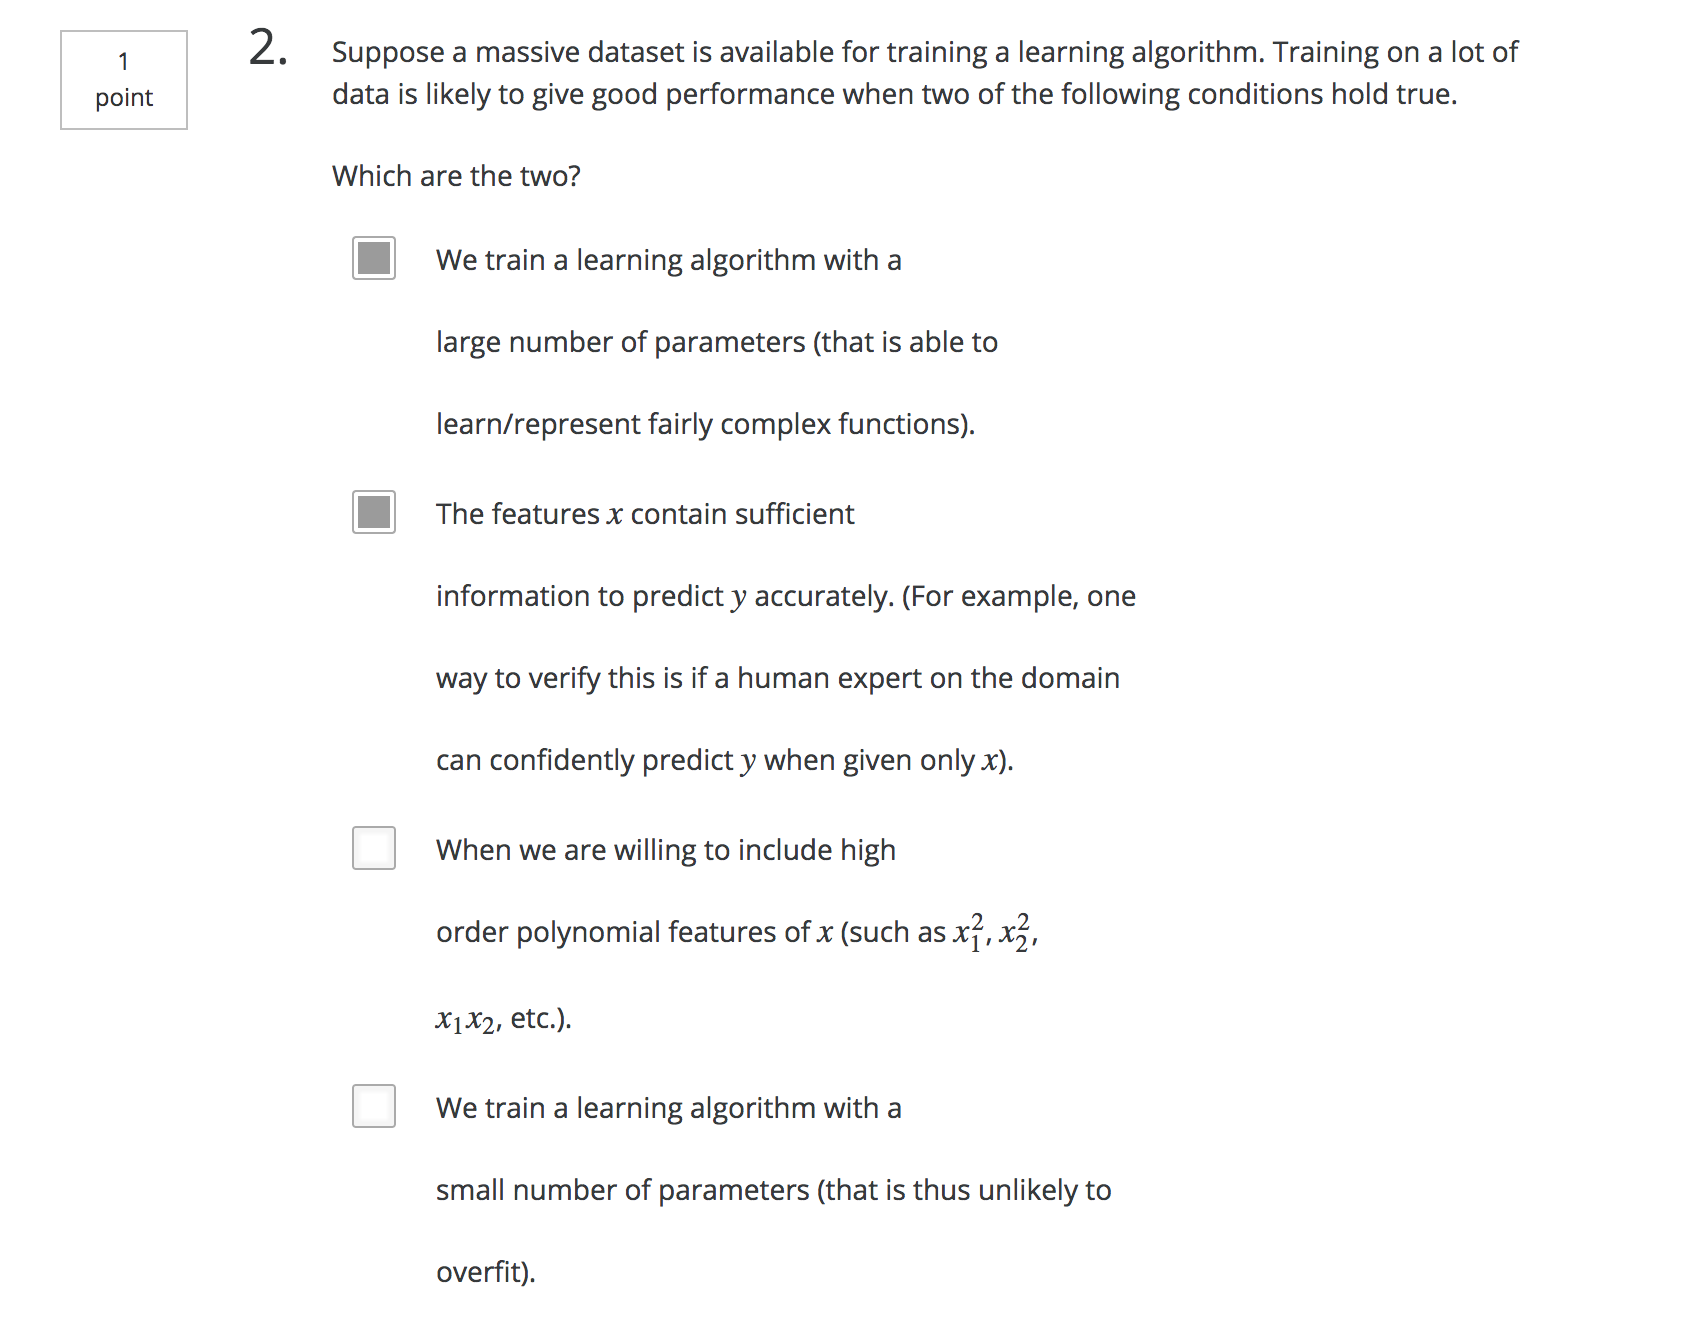 1
point
2.
Suppose a massive dataset is available for training a learning algorithm. Training on a lot of
data is likely to give good performance when two of the following conditions hold true.
Which are the two?
We train a learning algorithm with a
large number of parameters (that is able to
learn/represent fairly complex functions).
The features x contain sufficient
information to predict y accurately. (For example, one
way to verify this is if a human expert on the domain
can confidently predict y when given only x).
When we are willing to include high
order polynomial features of x (such as x₁², x₂²,
x₁x₂, etc.).
We train a learning algorithm with a
small number of parameters (that is thus unlikely to
overfit).